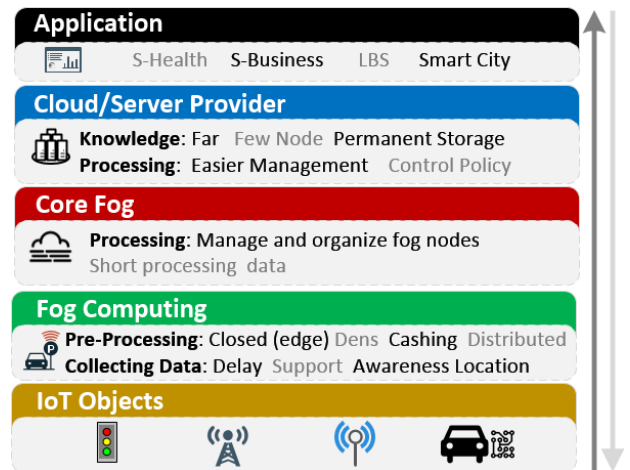 Application
S-Health S-Business LBS Smart City
Cloud/Server Provider
Knowledge: Far Few Node Permanent Storage
Processing: Easier Management Control Policy
Core Fog
Processing: Manage and organize fog nodes
Short processing data
Fog Computing
P
Pre-Processing: Closed (edge) Dens Cashing Distributed
Collecting Data: Delay Support Awareness Location
IoT Objects